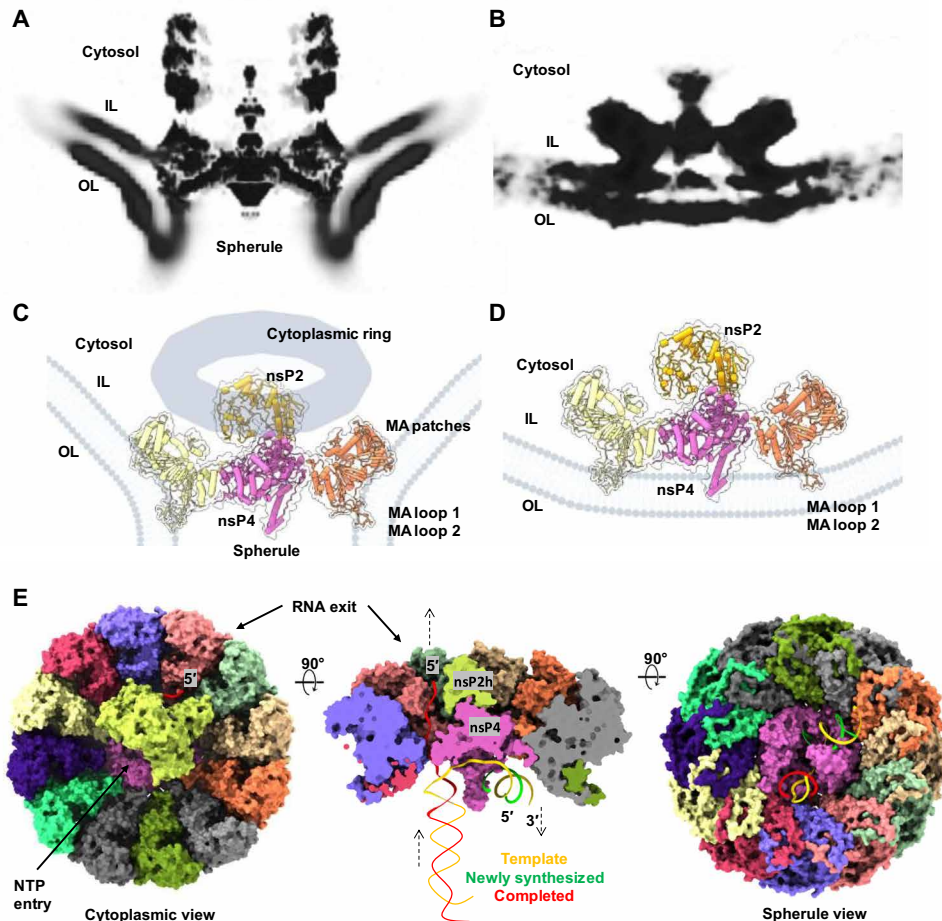 A
Cytosol
IL
OL
Spherule
B
Cytosol
IL
OL
C
Cytosol
Cytoplasmic ring
nsP2
IL
OL
MA patches
nsP4
MA loop 1
MA loop 2
Spherule
D
nsP2
Cytosol
IL
nsP4
OL
MA loop 1
MA loop 2
E
RNA exit
5′
90°
NTP
entry
Cytoplasmic view
5′
nsP2h
nsP4
5′
3′
Template
Newly synthesized
Completed
90°
Spherule view